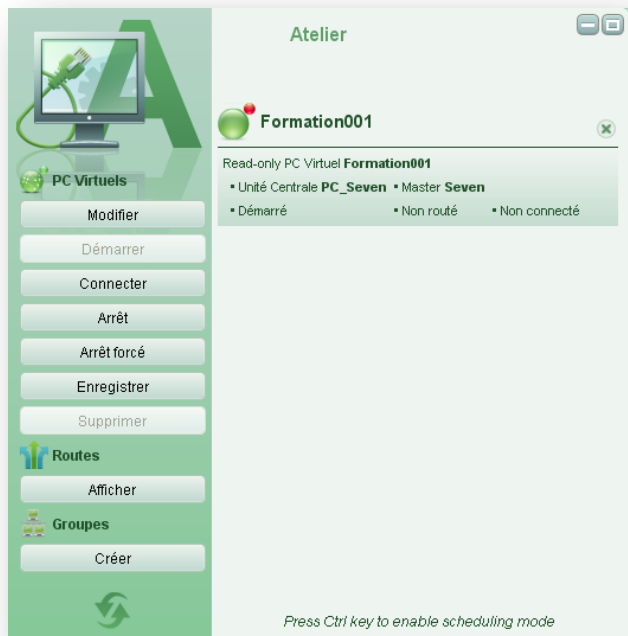 A
Atelier
PC Virtuels
Modifier
Démarrer
Connecter
Arrêt
Arrêt forcé
Enregistrer
Supprimer
Routes
Afficher
Groupes
Créer
Formation001
Read-only PC Virtuel Formation001
▪ Unité Centrale PC_Seven ▪ Master Seven
▪ Démarré ▪ Non routé ▪ Non connecté
Press Ctrl key to enable scheduling mode